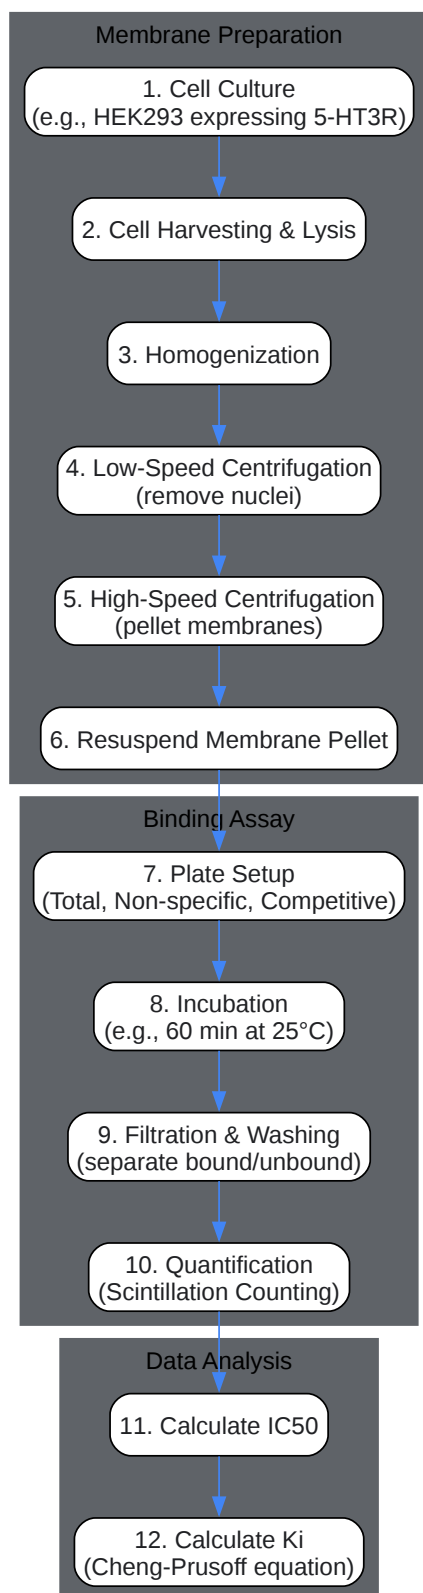 Membrane Preparation
1. Cell Culture
(e.g., HEK293 expressing 5-HT3R)
2. Cell Harvesting & Lysis
3. Homogenization
4. Low-Speed Centrifugation
(remove nuclei)
5. High-Speed Centrifugation
(pellet membranes)
6. Resuspend Membrane Pellet
Binding Assay
7. Plate Setup
(Total, Non-specific, Competitive)
8. Incubation
(e.g., 60 min at 25°C)
9. Filtration & Washing
(separate bound/unbound)
10. Quantification
(Scintillation Counting)
Data Analysis
11. Calculate IC50
12. Calculate Ki
(Cheng-Prusoff equation)